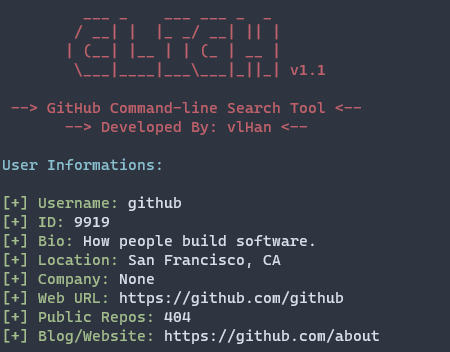 CLIGH v1.1
--> GitHub Command-line Search Tool <--
--> Developed By: vlHan <--
User Informations:
[+] Username: github
[+] ID: 9919
[+] Bio: How people build software.
[+] Location: San Francisco, CA
[+] Company: None
[+] Web URL: https://github.com/github
[+] Public Repos: 404
[+] Blog/Website: https://github.com/about